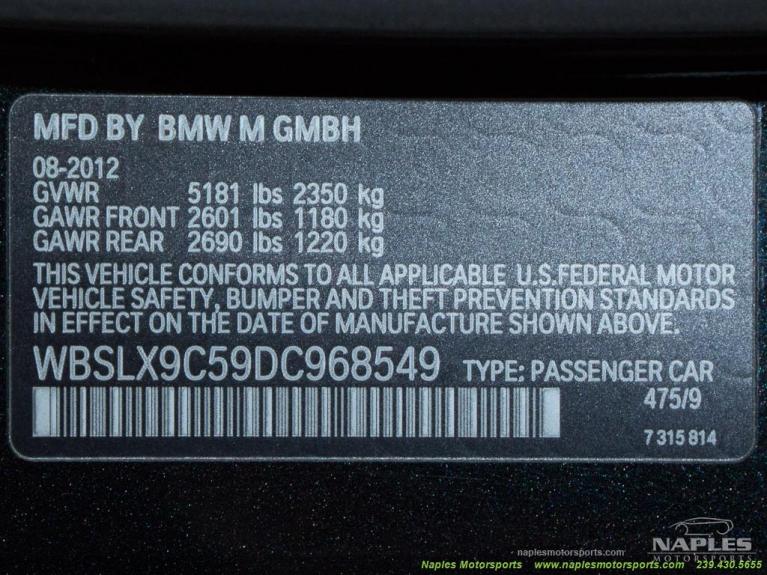 MFD BY BMW M GMBH
08-2012
GVWR 5181 lbs 2350 kg
GAWR FRONT 2601 lbs 1180 kg
GAWR REAR 2690 lbs 1220 kg
THIS VEHICLE CONFORMS TO ALL APPLICABLE U.S.FEDERAL MOTOR
VEHICLE SAFETY, BUMPER AND THEFT PREVENTION STANDARDS
IN EFFECT ON THE DATE OF MANUFACTURE SHOWN ABOVE.
WBSLX9C59DC968549 TYPE: PASSENGER CAR
475/9
7 315 814
NAPLES
MOTORSPORTS
naplesmotorsports.com
Naples Motorsports www.naplesmotorsports.com 239.430.5655